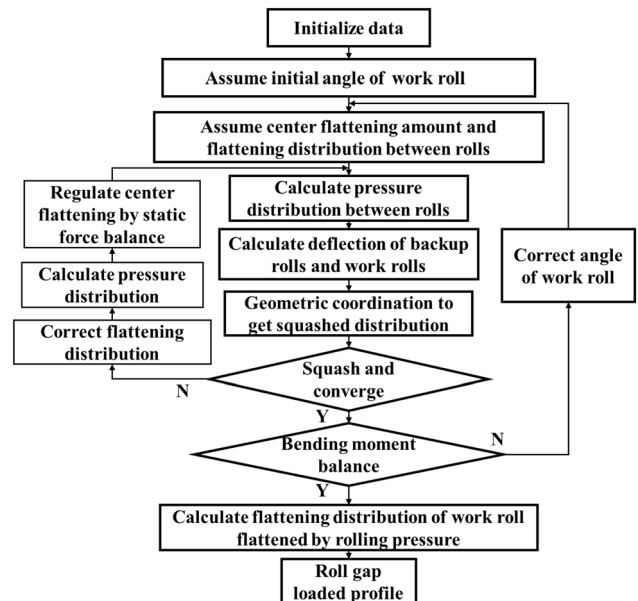 Initialize data
Assume initial angle of work roll
Assume center flattening amount and
flattening distribution between rolls
Regulate center
flattening by static
force balance
Calculate pressure
distribution between rolls
Calculate deflection of backup
rolls and work rolls
Correct angle
of work roll
Calculate pressure
distribution
Geometric coordination to
get squashed distribution
Correct flattening
distribution
Squash and
converge
N
Y
Bending moment
balance
N
Y
Calculate flattening distribution of work roll
flattened by rolling pressure
Roll gap
loaded profile